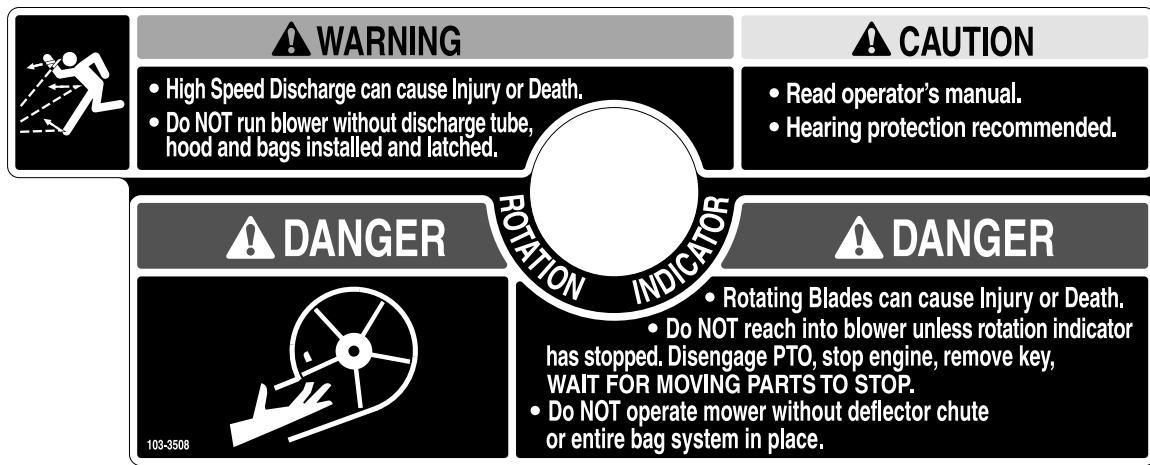 WARNING
• High Speed Discharge can cause Injury or Death.
• Do NOT run blower without discharge tube,
hood and bags installed and latched.
CAUTION
• Read operator's manual.
• Hearing protection recommended.
ROTATION INDICATOR
DANGER
103-3508
DANGER
• Rotating Blades can cause Injury or Death.
• Do NOT reach into blower unless rotation indicator
has stopped. Disengage PTO, stop engine, remove key,
WAIT FOR MOVING PARTS TO STOP.
• Do NOT operate mower without deflector chute
or entire bag system in place.